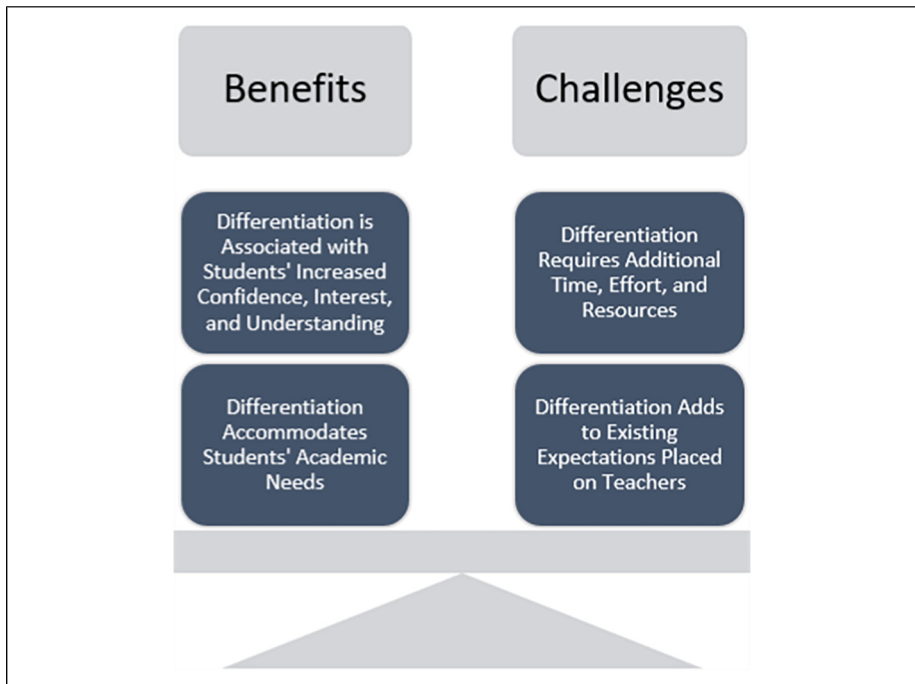 Benefits
Challenges
Differentiation is
Associated with
Students' Increased
Confidence, Interest,
and Understanding
Differentiation
Requires Additional
Time, Effort, and
Resources
Differentiation
Accommodates
Students' Academic
Needs
Differentiation Adds
to Existing
Expectations Placed
on Teachers